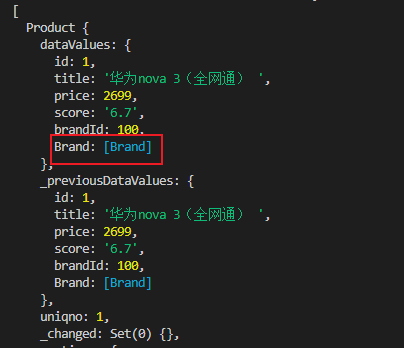 [
Product {
dataValues: {
id: 1,
title: '华为nova 3（全网通） ',
price: 2699,
score: '6.7',
brandId: 100,
Brand: [Brand]
},
_previousDataValues: {
id: 1,
title: '华为nova 3（全网通） ',
price: 2699,
score: '6.7',
brandId: 100,
Brand: [Brand]
},
uniqno: 1,
_changed: Set(0) {},